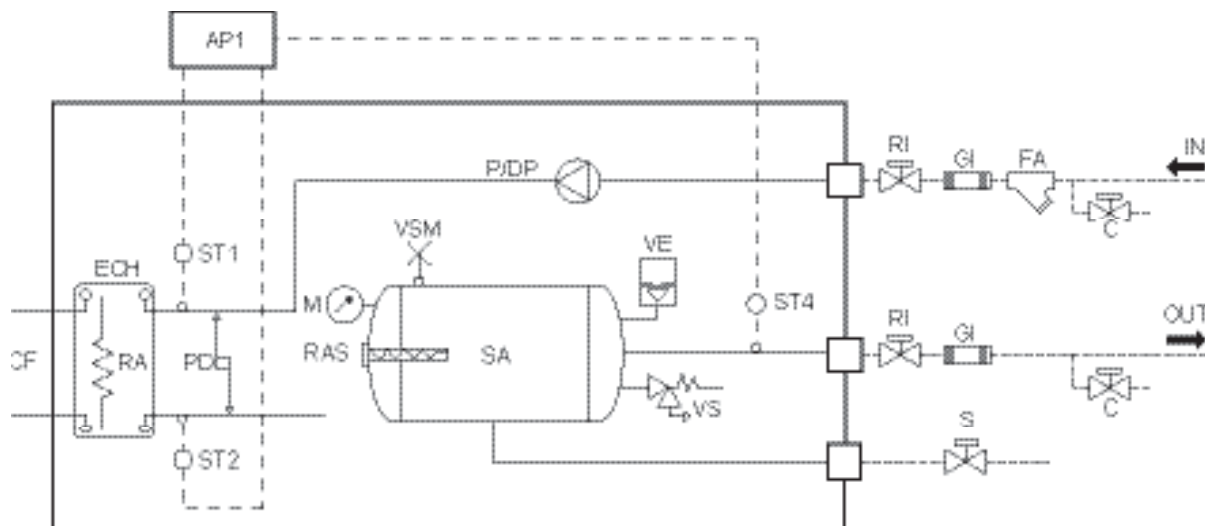 AP1
RI GI FA IN
P/DP
C
VSM
VE
ST1
ECH
M
ST4
RI GI OUT
CF RA PDC RAS SA
C
VS
S
ST2